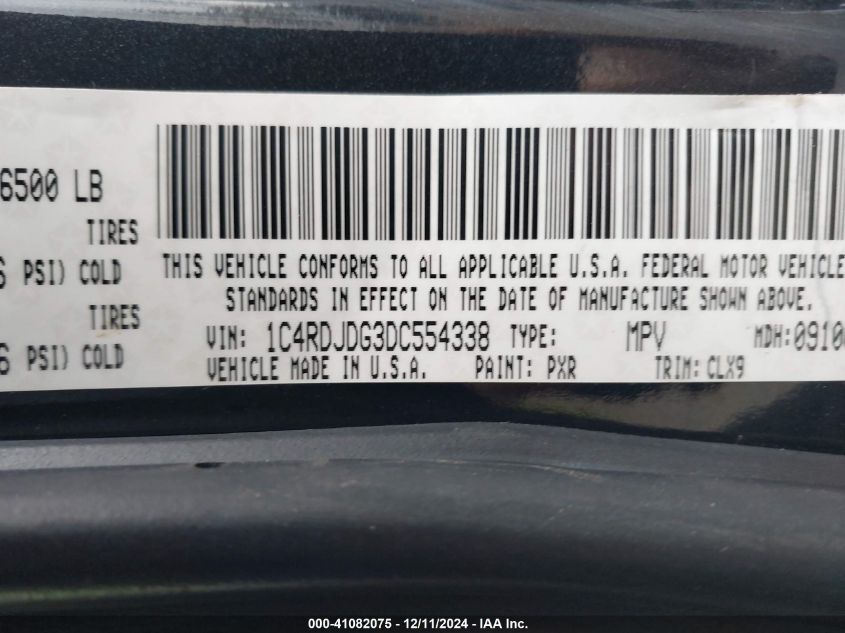 6500 LB
TIRES
PSI) COLD
TIRES
PSI) COLD
THIS VEHICLE CONFORMS TO ALL APPLICABLE U.S.A. FEDERAL MOTOR VEHICLE
STANDARDS IN EFFECT ON THE DATE OF MANUFACTURE SHOWN ABOVE.
VIN: 1C4RDJDG3DC554338 TYPE: MPV MDH:0910
VEHICLE MADE IN U.S.A. PAINT: PXR TRIM: CLX9
000-41082075 - 12/11/2024 - IAA Inc.